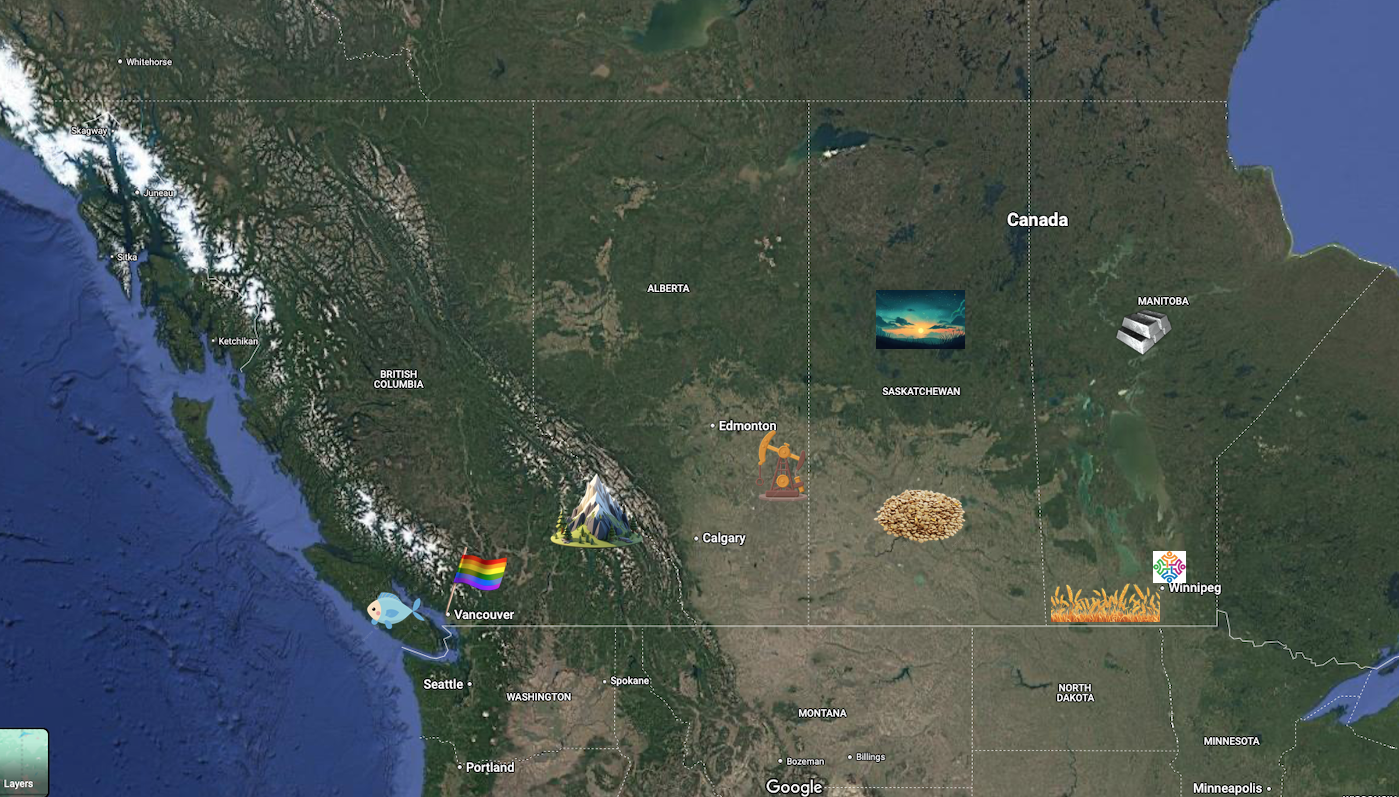 Whitehorse
Skagway
Juneau
Canada
Sitka
ALBERTA
MANITOBA
Ketchikan
BRITISH
COLUMBIA
SASKATCHEWAN
Edmonton
Calgary
Winnipeg
Vancouver
Seattle
Spokane
WASHINGTON
NORTH
DAKOTA
MONTANA
MINNESOTA
Billings
Bozeman
Portland
Layers
Google
Minneapolis